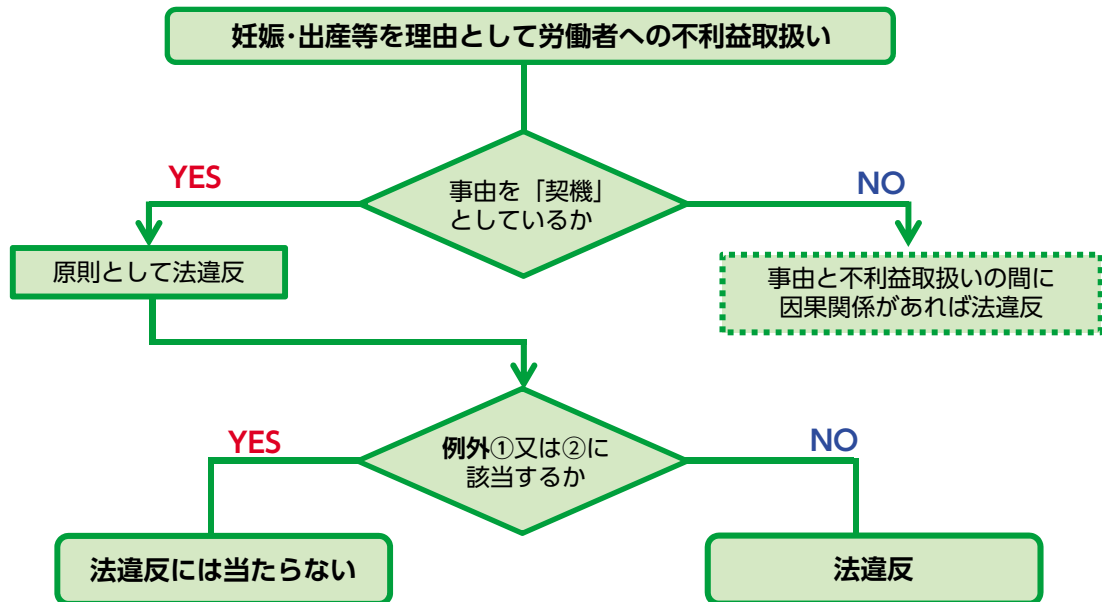 妊娠・出産等を理由として労働者への不利益取扱い
YES
事由を「契機」
としているか
NO
原則として法違反
事由と不利益取扱いの間に
因果関係があれば法違反
YES
例外①又は②に
該当するか
NO
法違反には当たらない
法違反